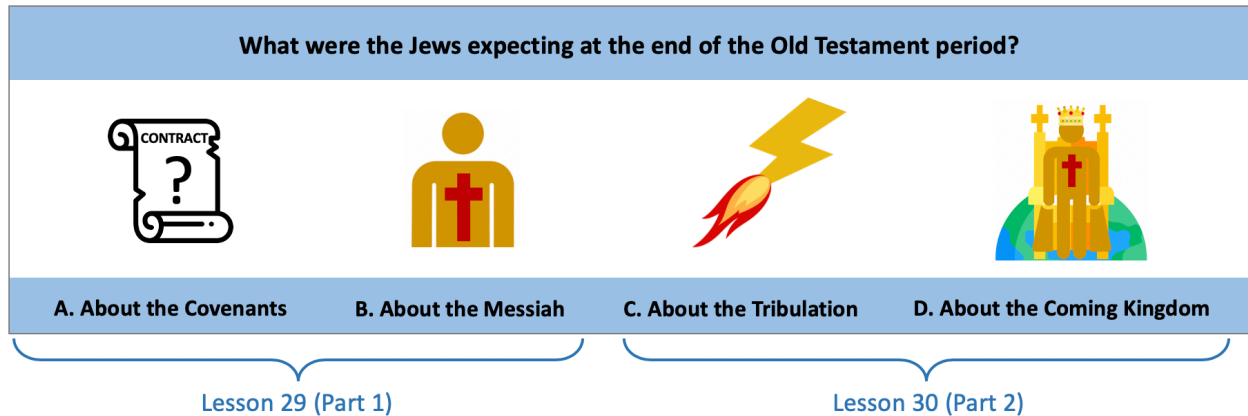 What were the Jews expecting at the end of the Old Testament period?
CONTRACT
?
A. About the Covenants
B. About the Messiah
C. About the Tribulation
D. About the Coming Kingdom
Lesson 29 (Part 1)
Lesson 30 (Part 2)